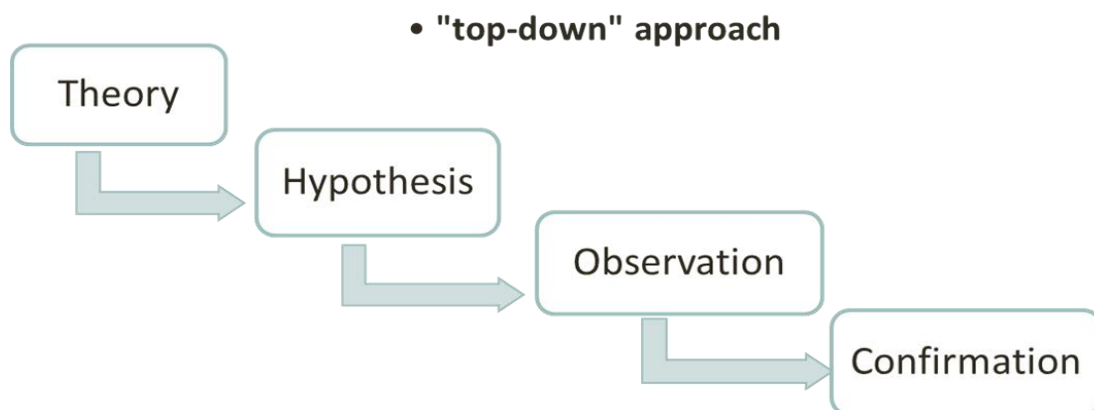 • "top-down" approach
Theory
Hypothesis
Observation
Confirmation